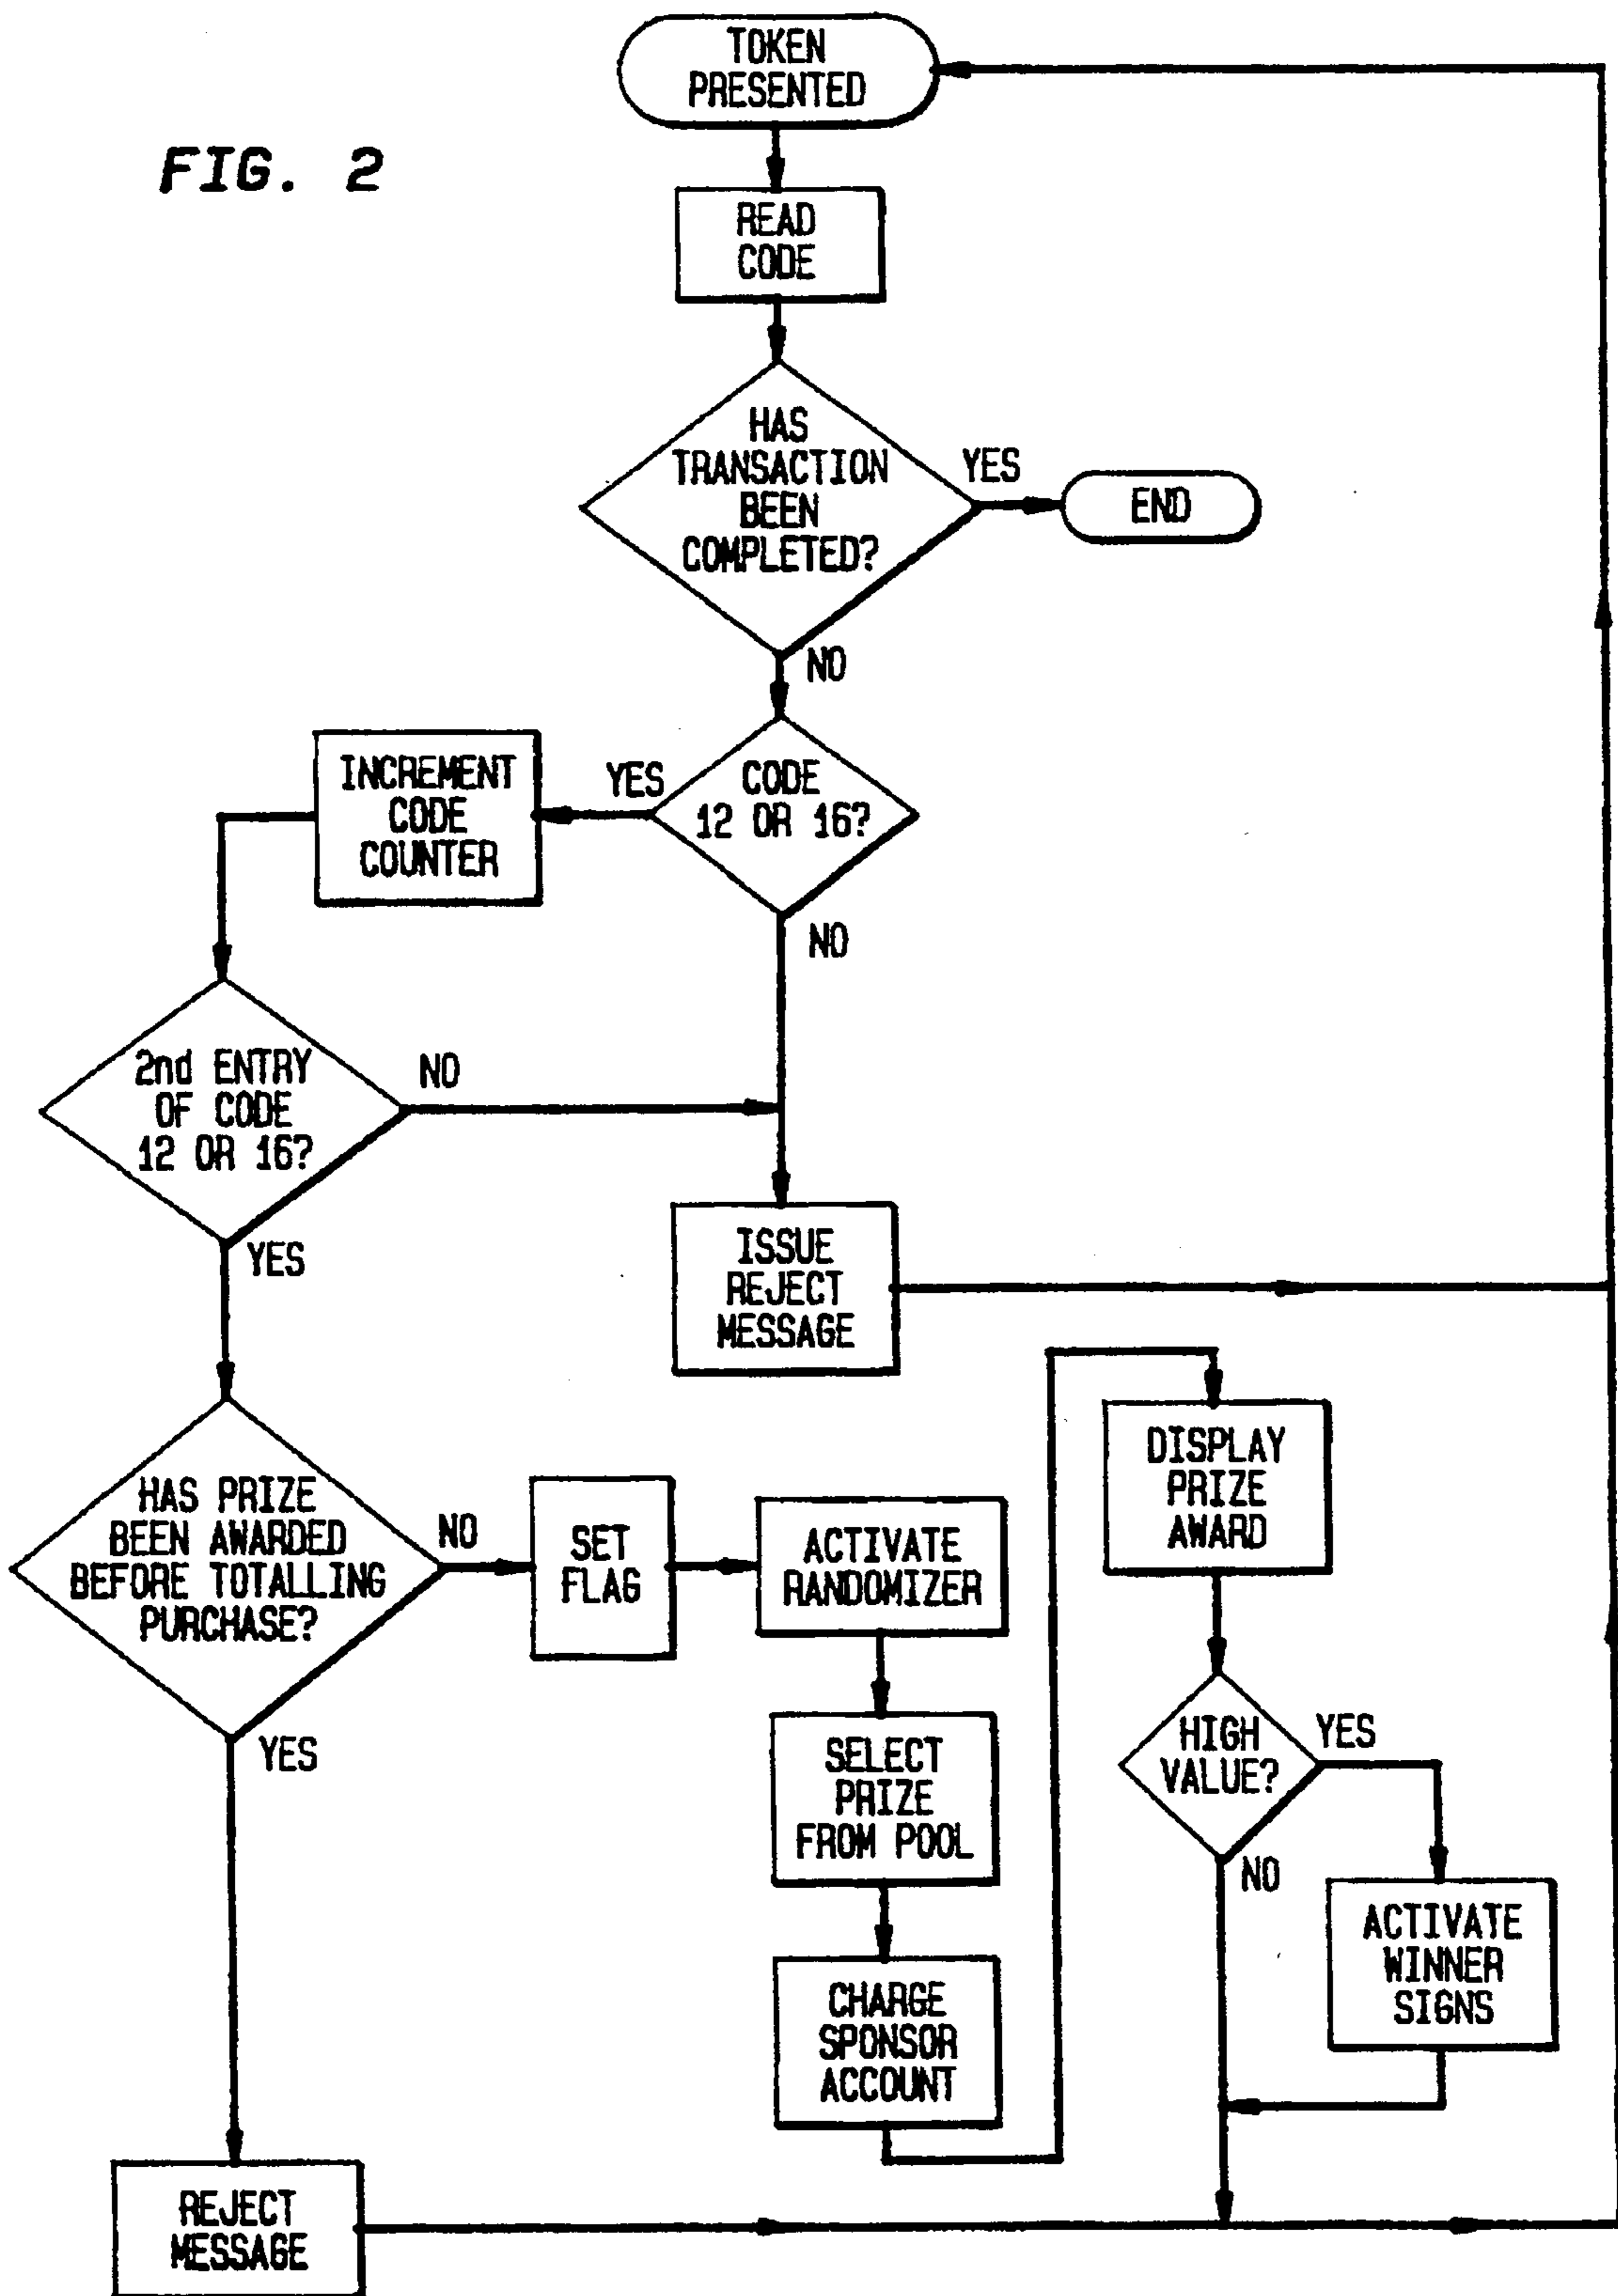 TOKEN
PRESENTED
FIG. 2
READ
CODE
HAS
TRANSACTION
BEEN
COMPLETED?
YES
END
NO
CODE
12 OR 16?
YES
INCREMENT
CODE
COUNTER
NO
2nd ENTRY
OF CODE
12 OR 16?
NO
YES
ISSUE
REJECT
MESSAGE
HAS PRIZE
BEEN AWARDED
BEFORE TOTALLING
PURCHASE?
NO
SET
FLAG
ACTIVATE
RANDOMIZER
SELECT
PRIZE
FROM POOL
CHARGE
SPONSOR
ACCOUNT
DISPLAY
PRIZE
AWARD
HIGH
VALUE?
YES
NO
ACTIVATE
WINNER
SIGNS
YES
REJECT
MESSAGE